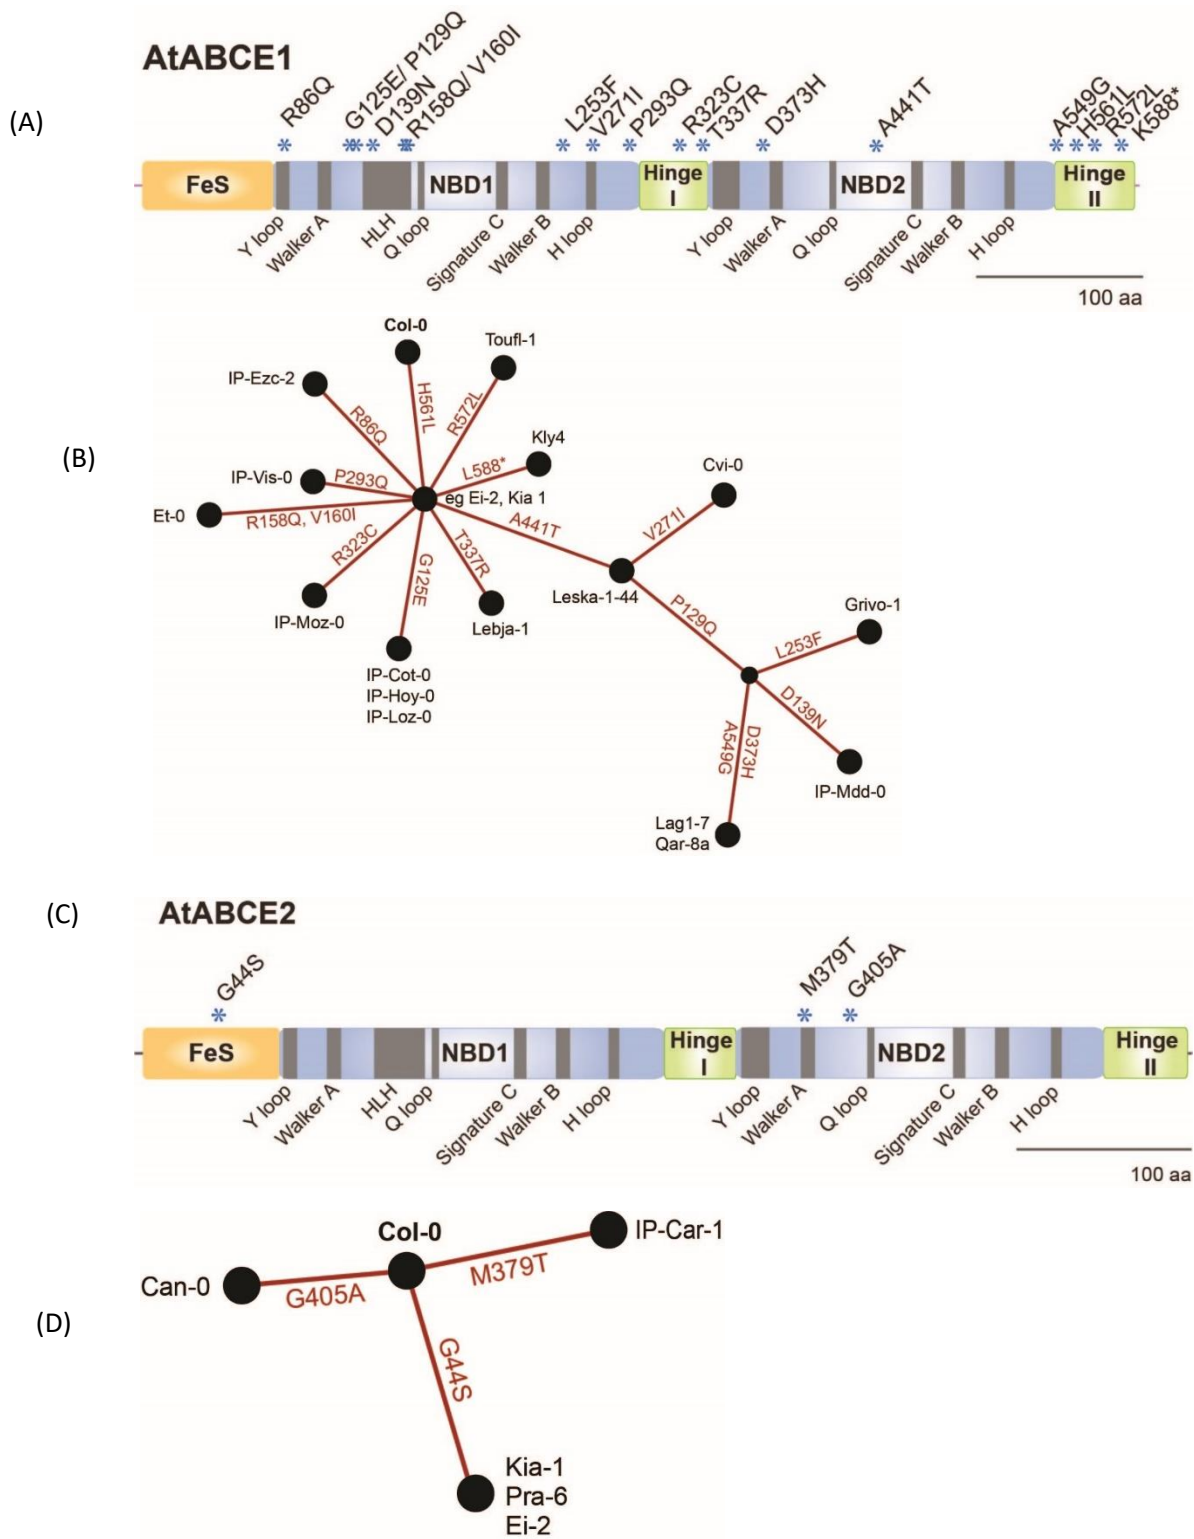 (A)
AtABCE1
R86Q
G125E/ P129Q
D139N
R158Q/ V160I
L253F
V271I
P293Q
R323C
T337R
D373H
A441T
A549G
H561L
R572L
K588*
* * * * * * * * * * * * * * * *
FeS
NBD1
Hinge
I
NBD2
Hinge
II
Y loop
Walker A
HLH
Q loop
Signature C
Walker B
H loop
Y loop
Walker A
Q loop
Signature C
Walker B
H loop
100 aa
(B)
Col-0
Toufl-1
IP-Ezc-2
H561L
R572L
R86Q
Kly4
IP-Vis-0
P293Q
L588*
Cvi-0
eg Ei-2, Kia 1
Et-0
R158Q, V160I
A441T
V271I
R323C
G125E
T337R
Leska-1-44
IP-Moz-0
Lebja-1
P129Q
Grivo-1
L253F
IP-Cot-0
IP-Hoy-0
IP-Loz-0
D139N
D373H
A549G
IP-Mdd-0
Lag1-7
Qar-8a
(C)
AtABCE2
G44S
M379T
G405A
* * *
FeS
NBD1
Hinge
I
NBD2
Hinge
II
Y loop
Walker A
HLH
Q loop
Signature C
Walker B
H loop
Y loop
Walker A
Q loop
Signature C
Walker B
H loop
100 aa
(D)
Col-0
IP-Car-1
Can-0
G405A
M379T
G44S
Kia-1
Pra-6
Ei-2